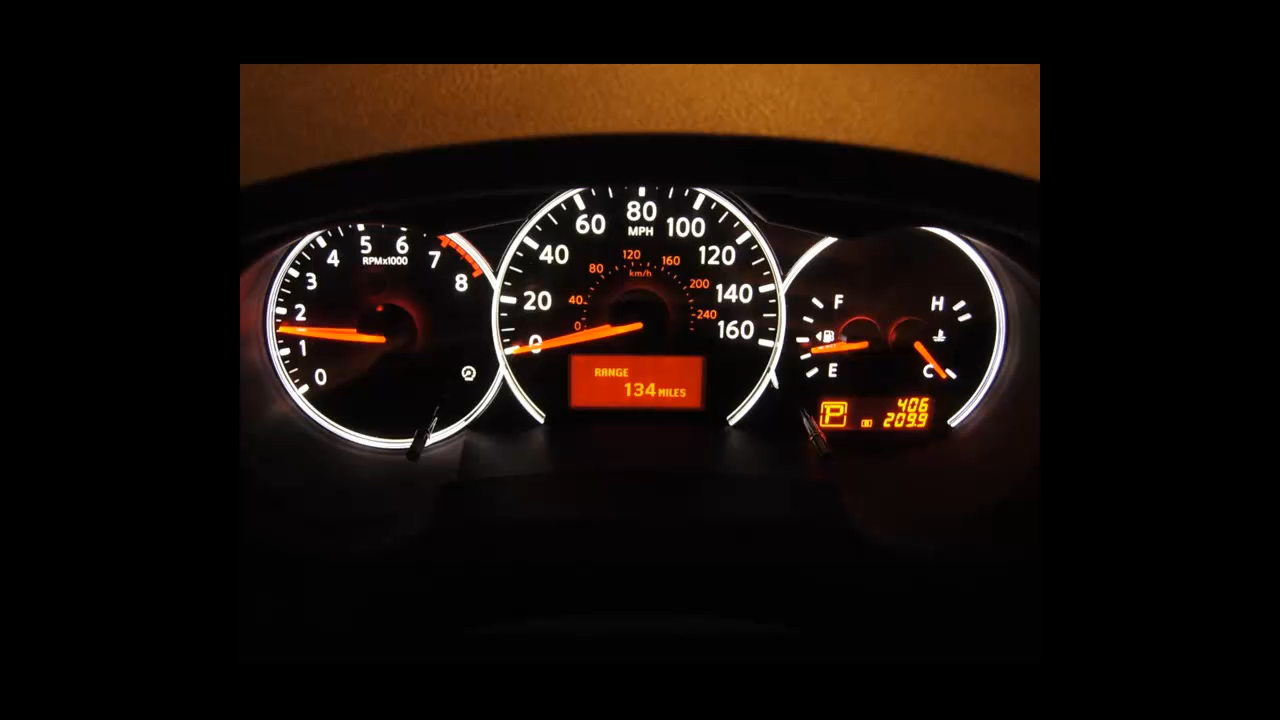 0 1 2 3 4 5 6 7 8
RPMx1000
0 20 40 60 80 100 120 140 160
MPH
0 40 80 120 160 200 240
km/h
RANGE
134 MILES
F
E
H
C
P
406
209.9